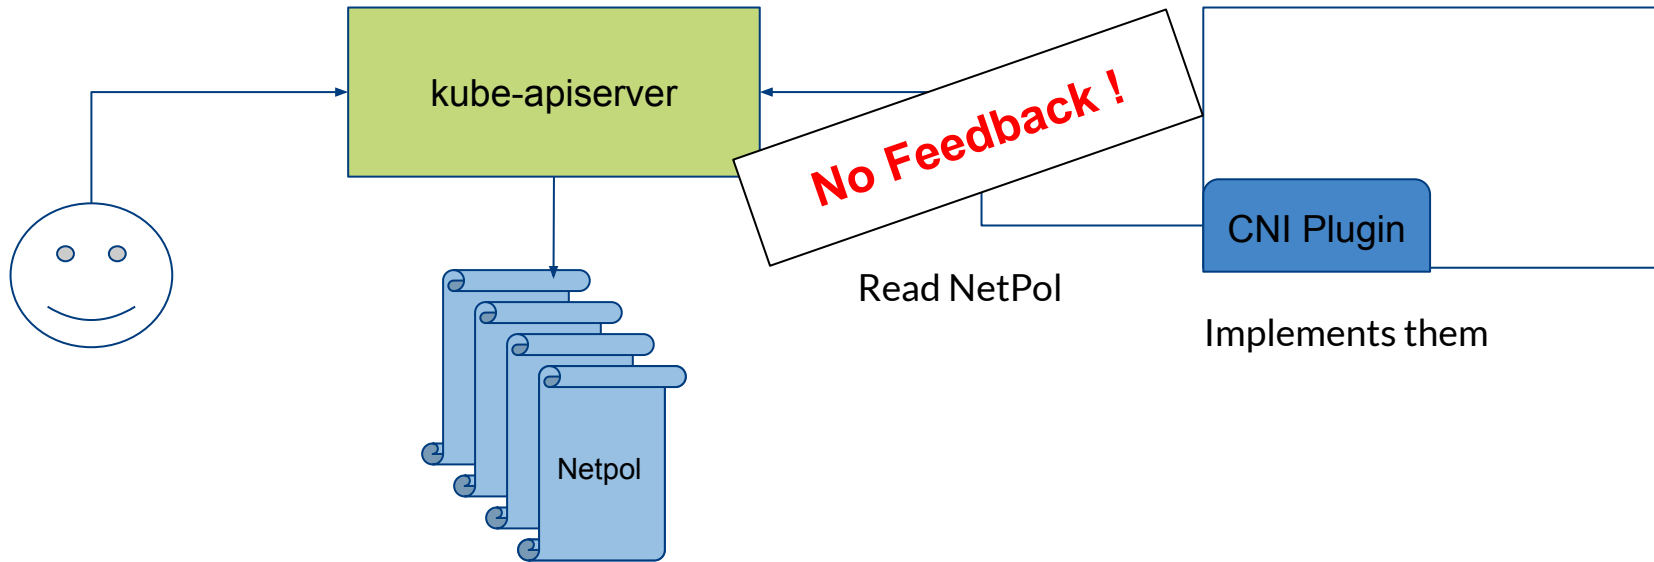 kube-apiserver
No Feedback !
CNI Plugin
Read NetPol
Implements them
Netpol